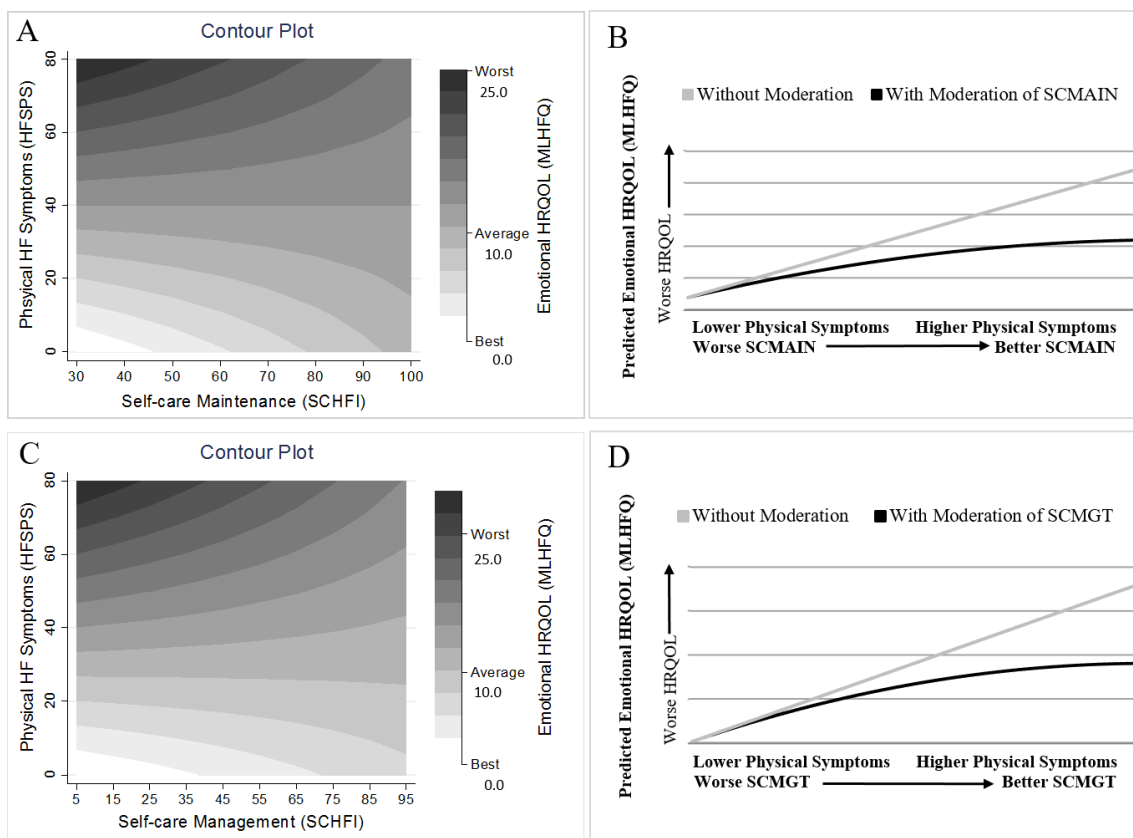 A
Contour Plot
Physical HF Symptoms (HFSPS)
80
60
40
20
0
30 40 50 60 70 80 90 100
Self-care Maintenance (SCHFI)
Worst
25.0
Average
10.0
Best
0.0
Emotional HRQOL (MLHFQ)
B
Without Moderation With Moderation of SCMAIN
Predicted Emotional HRQOL (MLHFQ)
Worse HRQOL
Lower Physical Symptoms Higher Physical Symptoms
Worse SCMAIN Better SCMAIN
C
Contour Plot
Physical HF Symptoms (HFSPS)
80
60
40
20
0
5 15 25 35 45 55 65 75 85 95
Self-care Management (SCHFI)
Worst
25.0
Average
10.0
Best
0.0
Emotional HRQOL (MLHFQ)
D
Without Moderation With Moderation of SCMGT
Predicted Emotional HRQOL (MLHFQ)
Worse HRQOL
Lower Physical Symptoms Higher Physical Symptoms
Worse SCMGT Better SCMGT